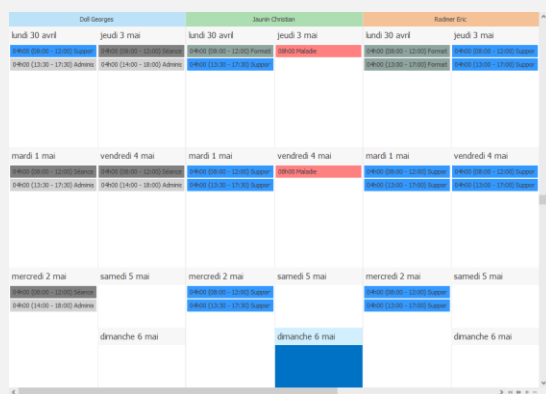 Doll Georges Jaunin Christian Rodiner Eric
lundi 30 avril jeudi 3 mai lundi 30 avril jeudi 3 mai lundi 30 avril jeudi 3 mai
04h00 (08:00 - 12:00) Suppor 04h00 (08:00 - 12:00) Séance 04h00 (08:00 - 12:00) Format 08h00 Maladie 04h00 (08:00 - 12:00) Format 04h00 (08:00 - 12:00) Suppor
04h00 (13:30 - 17:30) Adminis 04h00 (14:00 - 18:00) Adminis 04h00 (13:30 - 17:30) Suppor 04h00 (13:00 - 17:00) Format 04h00 (13:00 - 17:00) Suppor
mardi 1 mai vendredi 4 mai mardi 1 mai vendredi 4 mai mardi 1 mai vendredi 4 mai
04h00 (08:00 - 12:00) Séance 04h00 (08:00 - 12:00) Séance 04h00 (08:00 - 12:00) Suppor 08h00 Maladie 04h00 (08:00 - 12:00) Suppor 04h00 (08:00 - 12:00) Suppor
04h00 (13:30 - 17:30) Adminis 04h00 (14:00 - 18:00) Adminis 04h00 (13:30 - 17:30) Suppor 04h00 (13:00 - 17:00) Suppor 04h00 (13:00 - 17:00) Suppor
mercredi 2 mai samedi 5 mai mercredi 2 mai samedi 5 mai mercredi 2 mai samedi 5 mai
04h00 (08:00 - 12:00) Séance 04h00 (08:00 - 12:00) Suppor 04h00 (08:00 - 12:00) Suppor
04h00 (14:00 - 18:00) Adminis 04h00 (13:30 - 17:30) Suppor 04h00 (13:00 - 17:00) Suppor
dimanche 6 mai dimanche 6 mai dimanche 6 mai